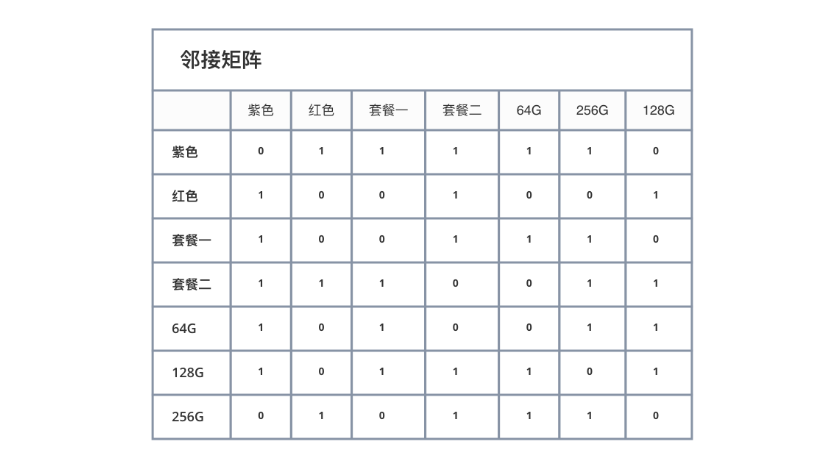 邻接矩阵
紫色 红色 套餐一 套餐二 64G 256G 128G
紫色 0 1 1 1 1 1 0
红色 1 0 0 1 0 0 1
套餐一 1 0 0 1 1 1 0
套餐二 1 1 1 0 0 1 1
64G 1 0 1 0 0 1 1
128G 1 0 1 1 1 0 1
256G 0 1 0 1 1 1 0